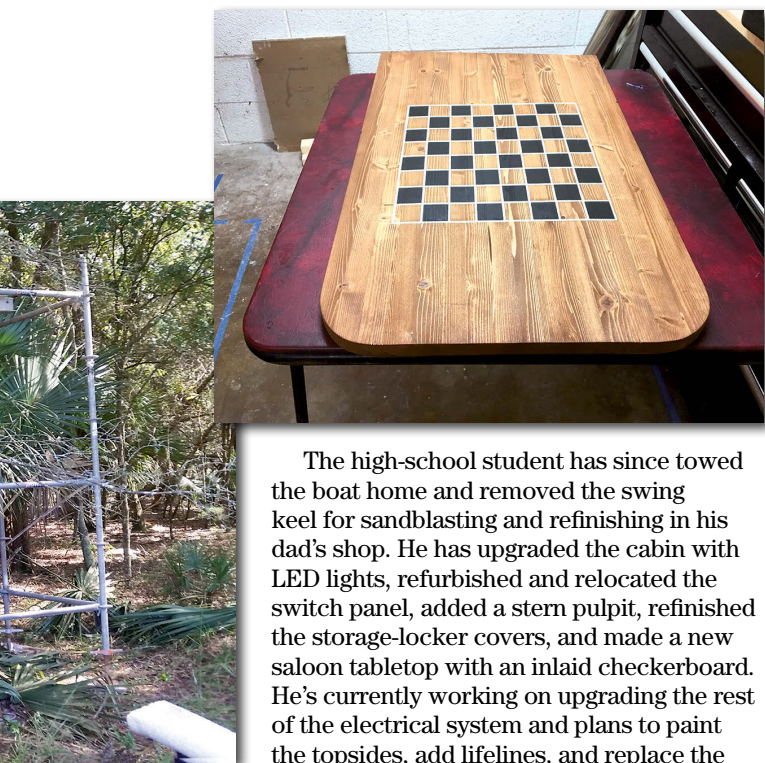 The high-school student has since towed
the boat home and removed the swing
keel for sandblasting and refinishing in his
dad’s shop. He has upgraded the cabin with
LED lights, refurbished and relocated the
switch panel, added a stern pulpit, refinished
the storage-locker covers, and made a new
saloon tabletop with an inlaid checkerboard.
He’s currently working on upgrading the rest
of the electrical system and plans to paint
the topsides, add lifelines, and replace the